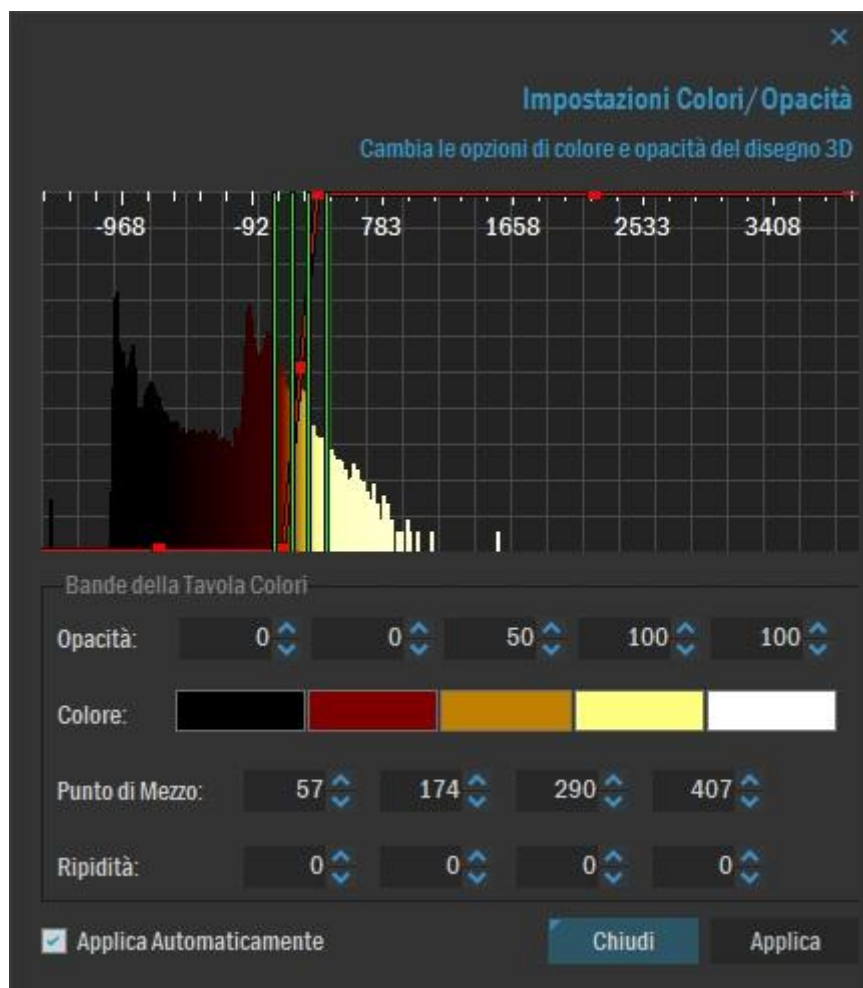 ×
Impostazioni Colori/Opacità
Cambia le opzioni di colore e opacità del disegno 3D
-968 -92 783 1658 2533 3408
Bande della Tavola Colori
Opacità: 0 0 50 100 100
Colore:
Punto di Mezzo: 57 174 290 407
Ripidità: 0 0 0 0
Applica Automaticamente Chiudi Applica